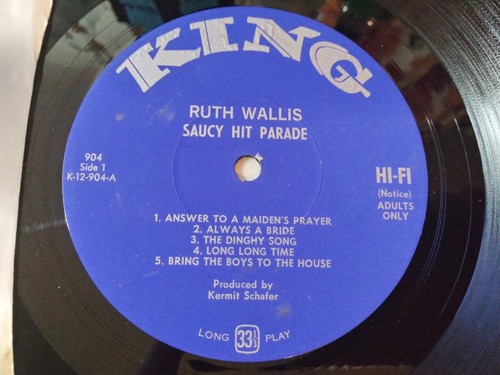 KING
RUTH WALLIS
SAUCY HIT PARADE
904
Side 1
K-12-904-A
HI-FI
(Notice)
ADULTS
ONLY
1. ANSWER TO A MAIDEN'S PRAYER
2. ALWAYS A BRIDE
3. THE DINGHY SONG
4. LONG LONG TIME
5. BRING THE BOYS TO THE HOUSE
Produced by
Kermit Schafer
LONG 33 1/3 PLAY